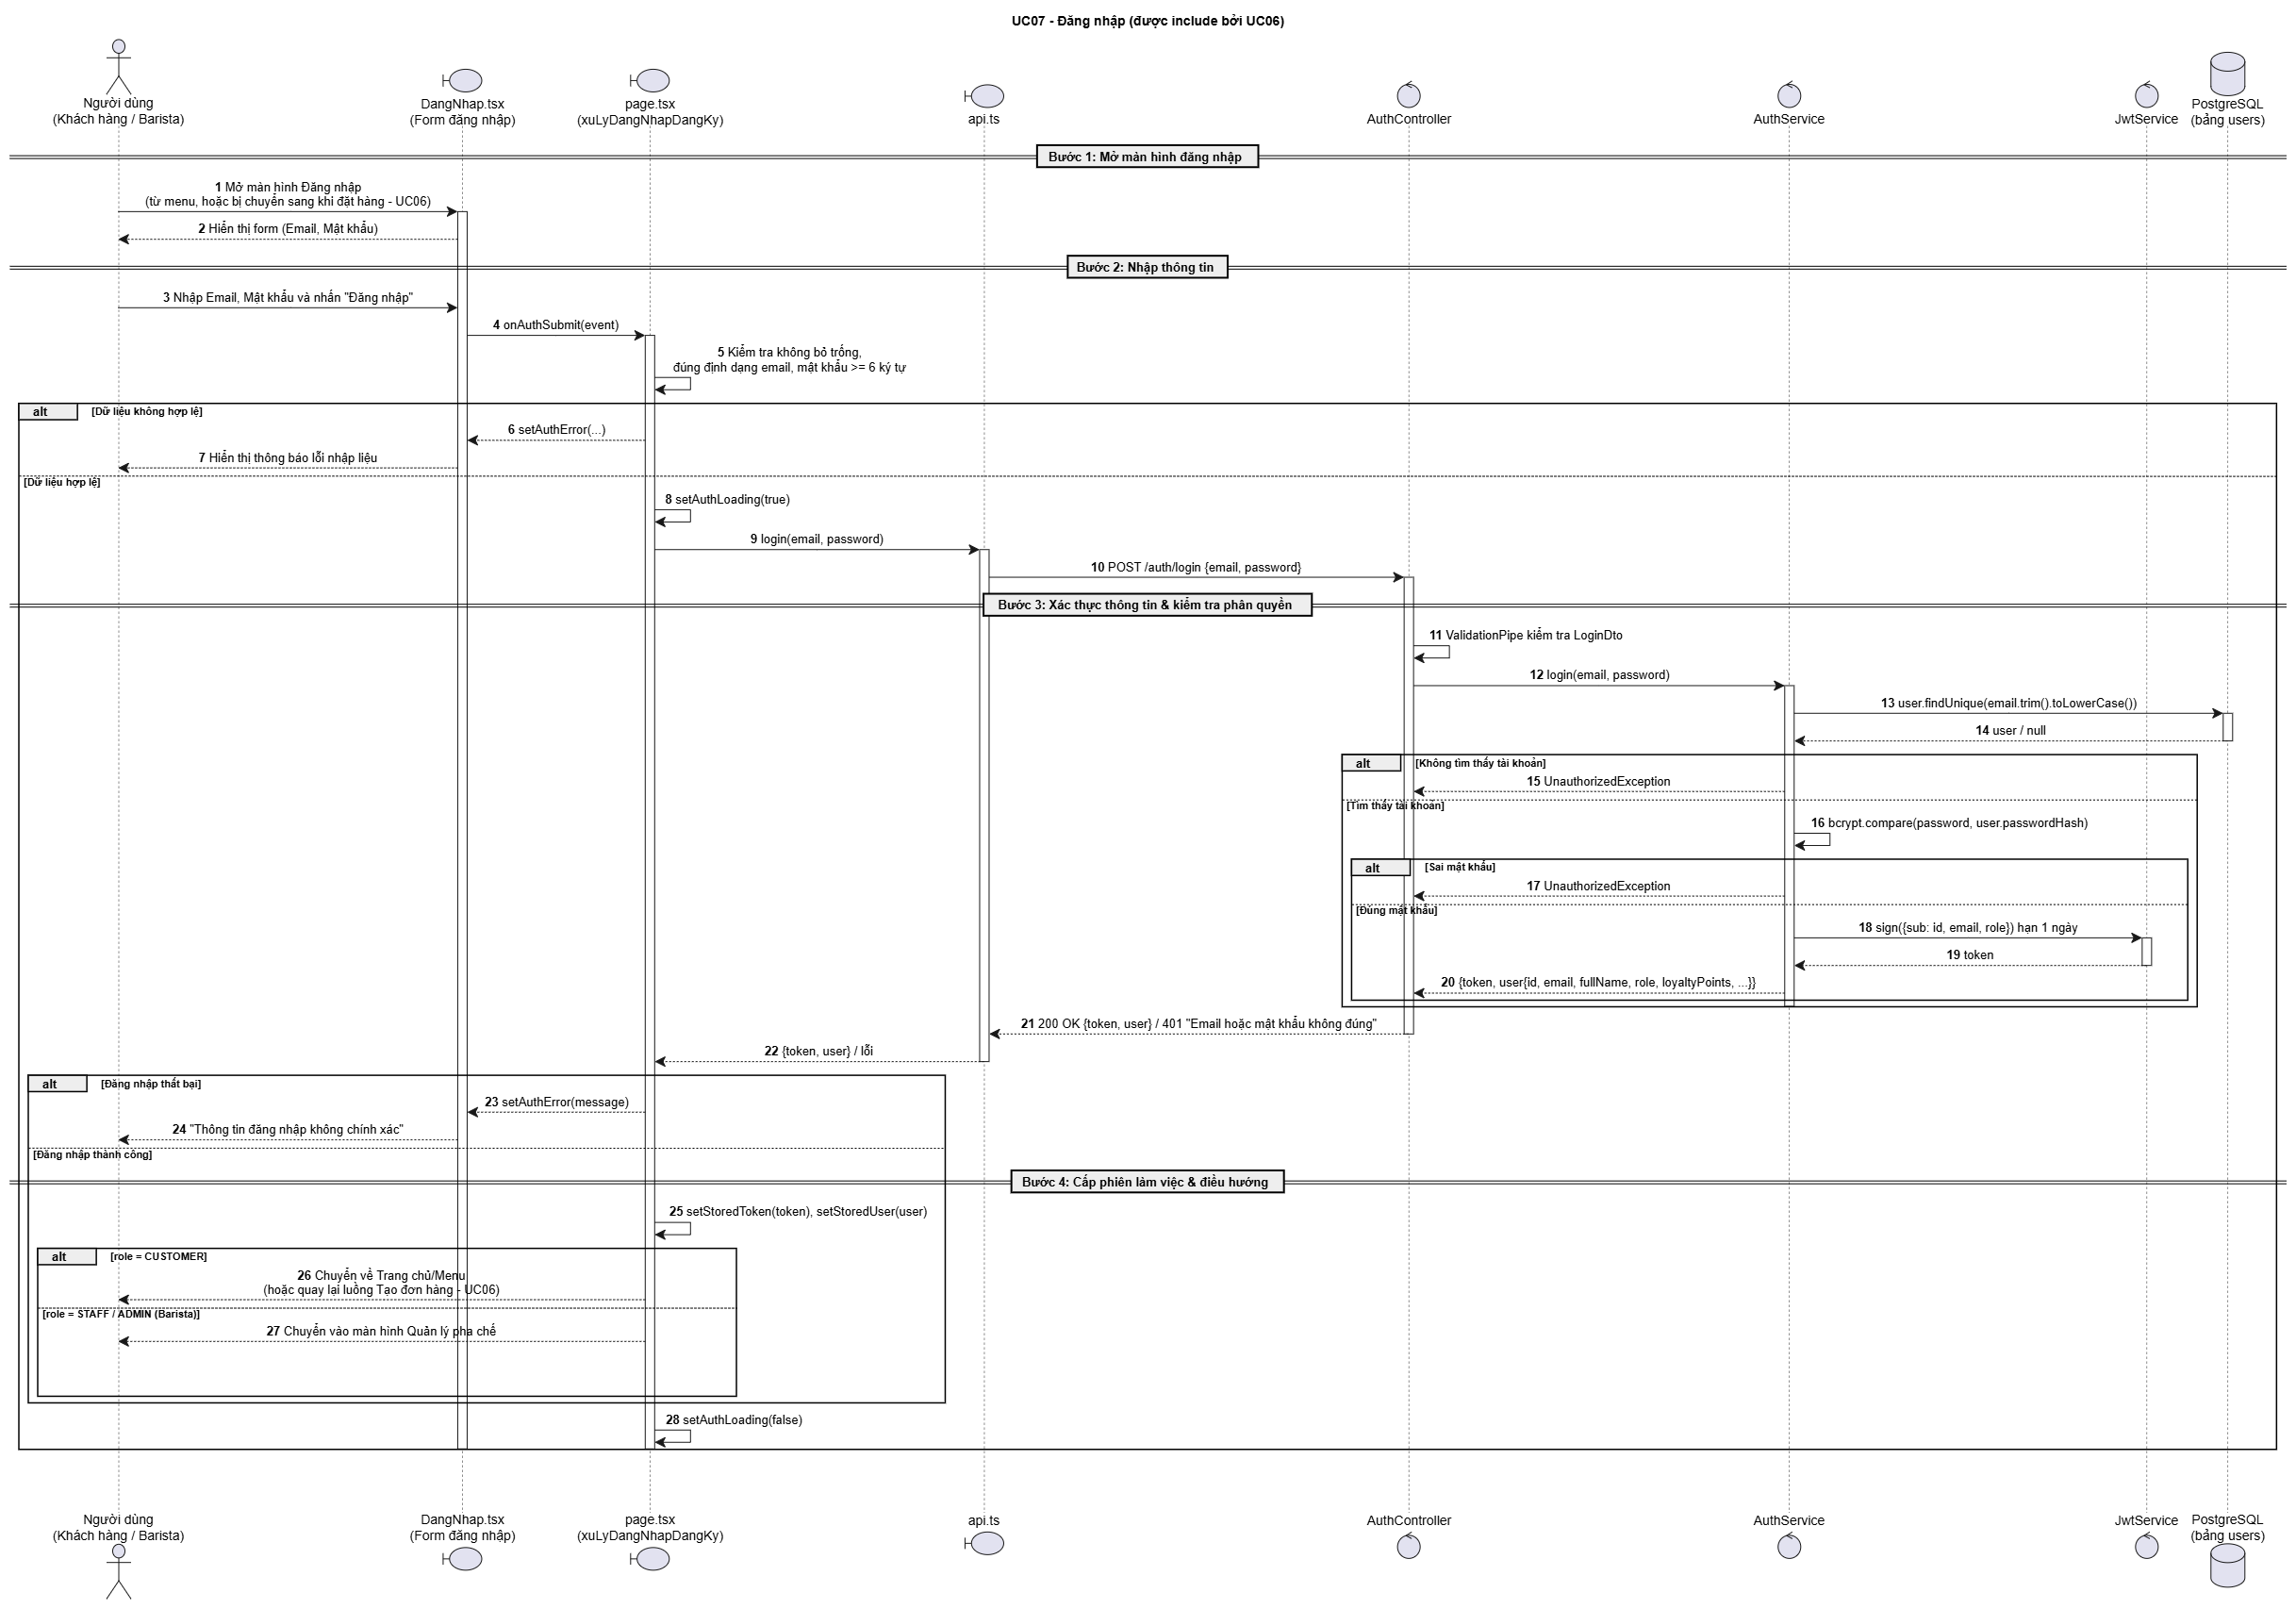 UC07 - Đăng nhập (được include bởi UC06)
Người dùng
(Khách hàng / Barista)
DangNhap.tsx
(Form đăng nhập)
page.tsx
(xuLyDangNhapDangKy)
api.ts
AuthController
AuthService
JwtService
PostgreSQL
(bảng users)
Bước 1: Mở màn hình đăng nhập
1 Mở màn hình Đăng nhập
(từ menu, hoặc bị chuyển sang khi đặt hàng - UC06)
2 Hiển thị form (Email, Mật khẩu)
Bước 2: Nhập thông tin
3 Nhập Email, Mật khẩu và nhấn "Đăng nhập"
4 onAuthSubmit(event)
5 Kiểm tra không bỏ trống,
đúng định dạng email, mật khẩu >= 6 ký tự
alt [Dữ liệu không hợp lệ]
6 setAuthError(...)
7 Hiển thị thông báo lỗi nhập liệu
[Dữ liệu hợp lệ]
8 setAuthLoading(true)
9 login(email, password)
10 POST /auth/login {email, password}
Bước 3: Xác thực thông tin & kiểm tra phân quyền
11 ValidationPipe kiểm tra LoginDto
12 login(email, password)
13 user.findUnique(email.trim().toLowerCase())
14 user / null
alt [Không tìm thấy tài khoản]
15 UnauthorizedException
[Tìm thấy tài khoản]
16 bcrypt.compare(password, user.passwordHash)
alt [Sai mật khẩu]
17 UnauthorizedException
[Đúng mật khẩu]
18 sign({sub: id, email, role}) hạn 1 ngày
19 token
20 {token, user{id, email, fullName, role, loyaltyPoints, ...}}
21 200 OK {token, user} / 401 "Email hoặc mật khẩu không đúng"
22 {token, user} / lỗi
alt [Đăng nhập thất bại]
23 setAuthError(message)
24 "Thông tin đăng nhập không chính xác"
[Đăng nhập thành công]
Bước 4: Cấp phiên làm việc & điều hướng
25 setStoredToken(token), setStoredUser(user)
alt [role = CUSTOMER]
26 Chuyển về Trang chủ/Menu
(hoặc quay lại luồng Tạo đơn hàng - UC06)
[role = STAFF / ADMIN (Barista)]
27 Chuyển vào màn hình Quản lý pha chế
28 setAuthLoading(false)
Người dùng
(Khách hàng / Barista)
DangNhap.tsx
(Form đăng nhập)
page.tsx
(xuLyDangNhapDangKy)
api.ts
AuthController
AuthService
JwtService
PostgreSQL
(bảng users)